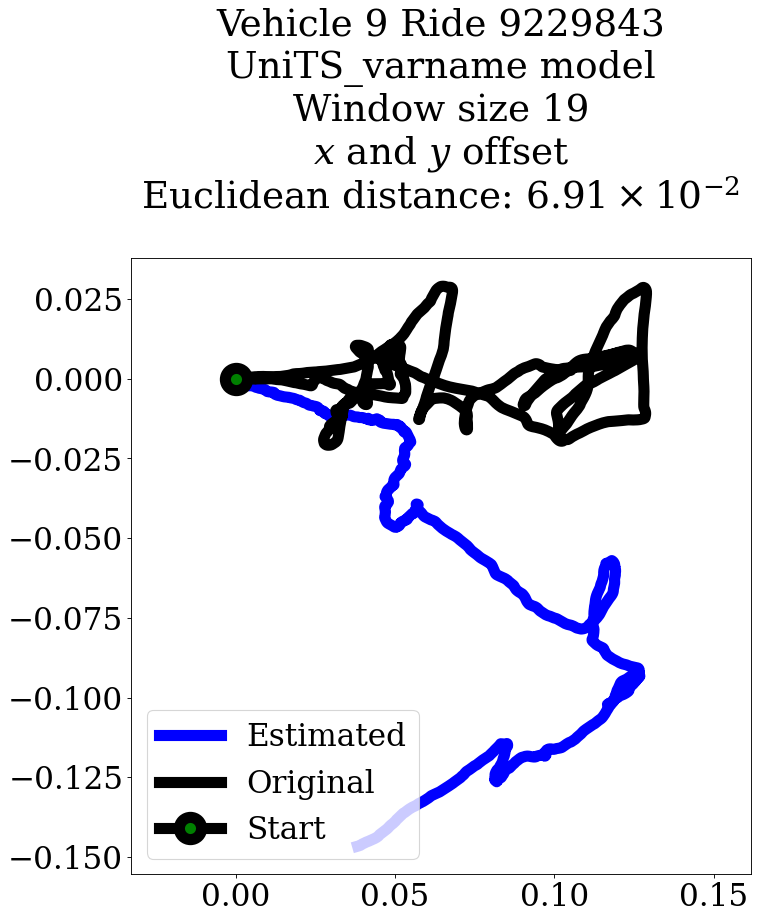 Vehicle 9 Ride 9229843
UniTS_varname model
Window size 19
x and y offset
Euclidean distance: 6.91 × 10⁻²
0.025
0.000
−0.025
−0.050
−0.075
−0.100
−0.125
−0.150
Estimated
Original
Start
0.00 0.05 0.10 0.15